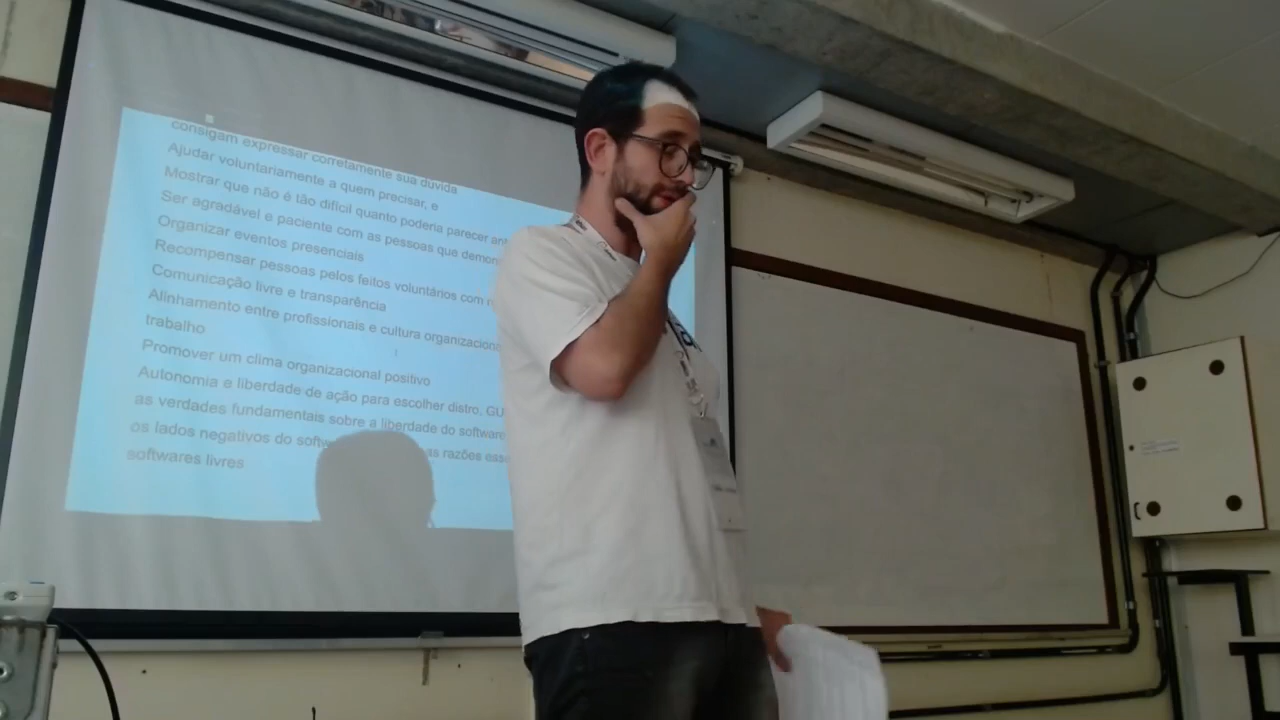 consigam expressar corretamente sua dúvida
Ajudar voluntariamente a quem precisar, e
Mostrar que não é tão difícil quanto poderia parecer
Ser agradável e paciente com as pessoas que
Organizar eventos presenciais
Recompensar pessoas pelos feitos voluntários com
Comunicação livre e transparência
Alinhamento entre profissionais e cultura
trabalho
Promover um clima organizacional positivo
Autonomia e liberdade de ação para escolher distro,
as verdades fundamentais sobre a liberdade do software
os lados negativos do as razões
softwares livres